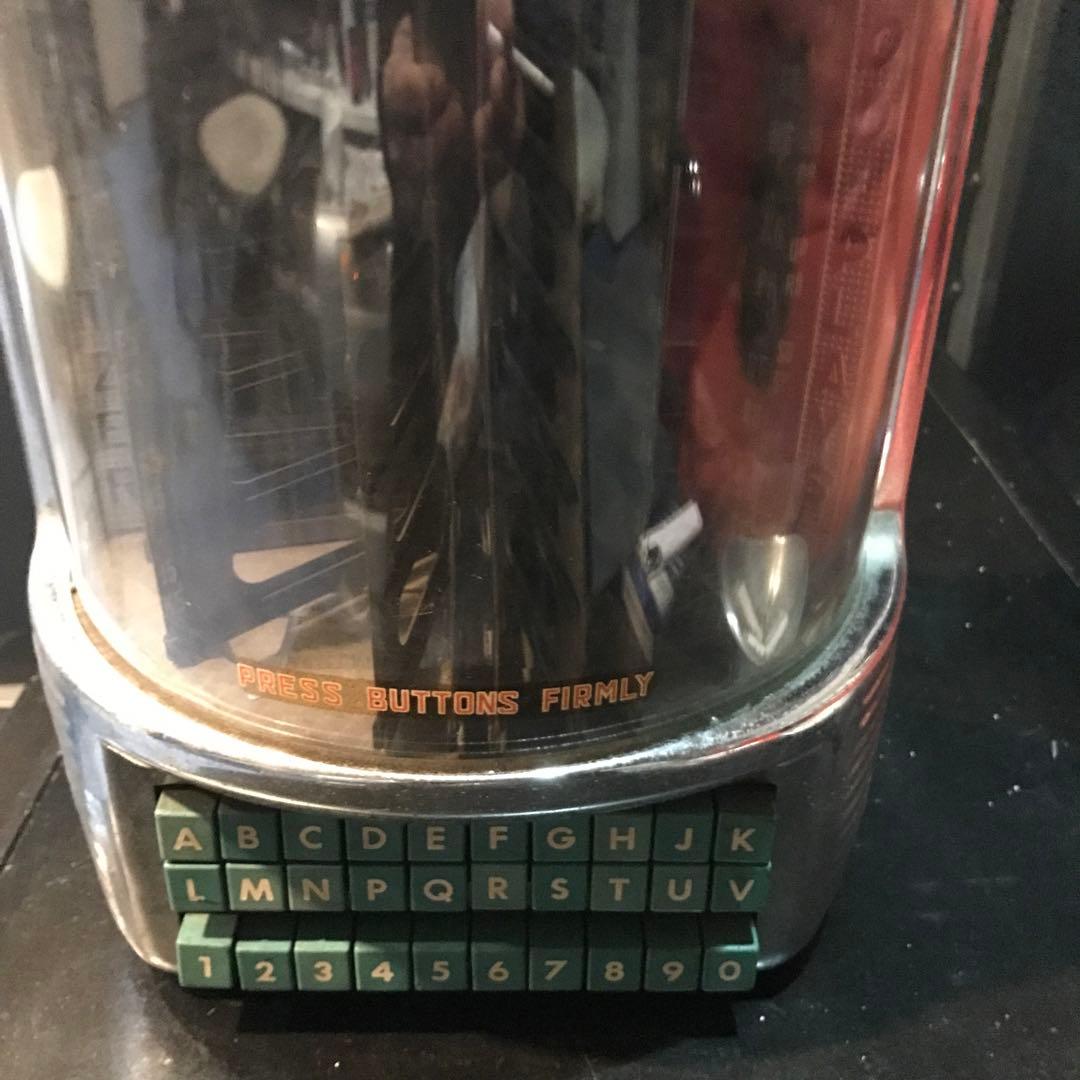 PRESS BUTTONS FIRMLY
A B C D E F G H J K
L M N P Q R S T U V
1 2 3 4 5 6 7 8 9 0